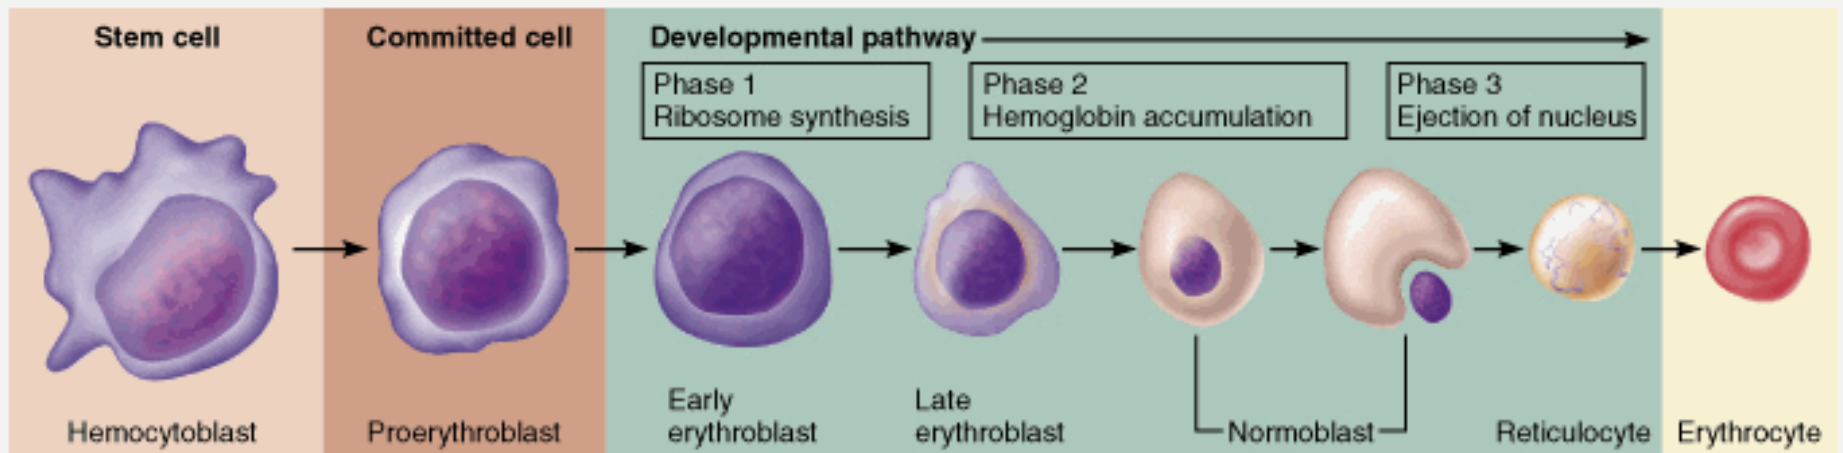 Stem cell
Committed cell
Developmental pathway
Phase 1
Ribosome synthesis
Phase 2
Hemoglobin accumulation
Phase 3
Ejection of nucleus
Hemocytoblast
Proerythroblast
Early
erythroblast
Late
erythroblast
Normoblast
Reticulocyte
Erythrocyte